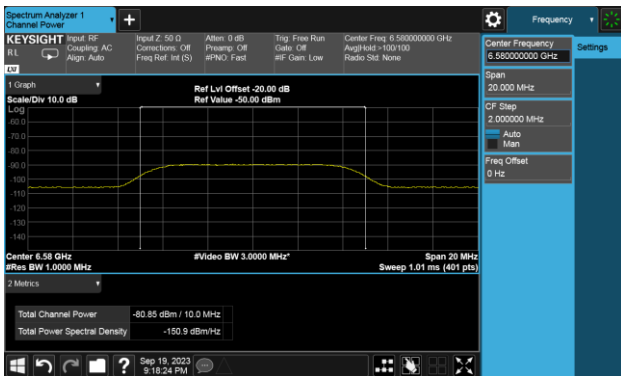 Spectrum Analyzer 1
Channel Power
Frequency
KEYSIGHT
RL
LXI
Input: RF
Coupling: AC
Align: Auto
Input Z: 50 Ω
Corrections: Off
Freq Ref: Int (S)
Atten: 0 dB
Preamp: Off
#PNO: Fast
Trig: Free Run
Gate: Off
#IF Gain: Low
Center Freq: 6.580000000 GHz
Avg|Hold:>100/100
Radio Std: None
1 Graph
Scale/Div 10.0 dB
Ref Lvl Offset -20.00 dB
Ref Value -50.00 dBm
Log
-60.0
-70.0
-80.0
-90.0
-100
-110
-120
-130
-140
Center 6.58 GHz
#Video BW 3.0000 MHz*
Span 20 MHz
#Res BW 1.0000 MHz
Sweep 1.01 ms (401 pts)
2 Metrics
Total Channel Power -80.85 dBm / 10.0 MHz
Total Power Spectral Density -150.9 dBm/Hz
Sep 19, 2023
9:18:24 PM
Center Frequency
6.580000000 GHz
Settings
Span
20.000 MHz
CF Step
2.000000 MHz
Auto
Man
Freq Offset
0 Hz